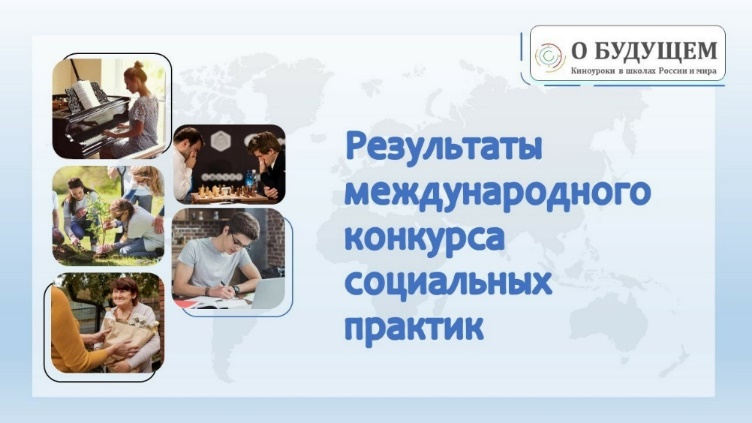 О БУДУЩЕМ
Киноуроки в школах России и мира
Результаты
международного
конкурса
социальных
практик